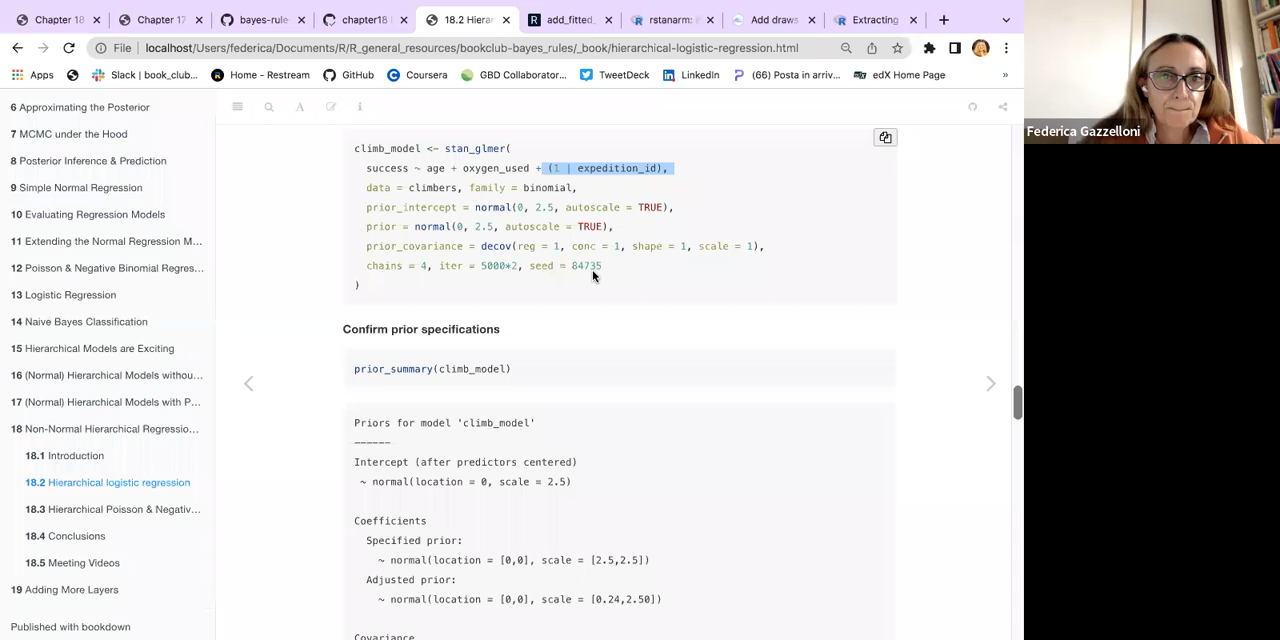 Chapter 18
Chapter 17
bayes-rule
chapter18
18.2 Hierar
add_fitted_
rstanarm: i
Add draws
Extracting
File
localhost/Users/federica/Documents/R/R_general_resources/bookclub-bayes_rules/_book/hierarchical-logistic-regression.html
Apps
Slack | book_club...
Home - Restream
GitHub
Coursera
GBD Collaborator...
TweetDeck
LinkedIn
(66) Posta in arriv...
edX Home Page
»
6 Approximating the Posterior
7 MCMC under the Hood
8 Posterior Inference & Prediction
9 Simple Normal Regression
10 Evaluating Regression Models
11 Extending the Normal Regression M...
12 Poisson & Negative Binomial Regres...
13 Logistic Regression
14 Naive Bayes Classification
15 Hierarchical Models are Exciting
16 (Normal) Hierarchical Models withou...
17 (Normal) Hierarchical Models with P...
18 Non-Normal Hierarchical Regressio...
18.1 Introduction
18.2 Hierarchical logistic regression
18.3 Hierarchical Poisson & Negativ...
18.4 Conclusions
18.5 Meeting Videos
19 Adding More Layers
Published with bookdown
climb_model <- stan_glmer(
success ~ age + oxygen_used + (1 | expedition_id),
data = climbers, family = binomial,
prior_intercept = normal(0, 2.5, autoscale = TRUE),
prior = normal(0, 2.5, autoscale = TRUE),
prior_covariance = decov(reg = 1, conc = 1, shape = 1, scale = 1),
chains = 4, iter = 5000*2, seed = 84735
)
Confirm prior specifications
prior_summary(climb_model)
Priors for model 'climb_model'
------
Intercept (after predictors centered)
~ normal(location = 0, scale = 2.5)
Coefficients
Specified prior:
~ normal(location = [0,0], scale = [2.5,2.5])
Adjusted prior:
~ normal(location = [0,0], scale = [0.24,2.50])
Covariance
Federica Gazzelloni